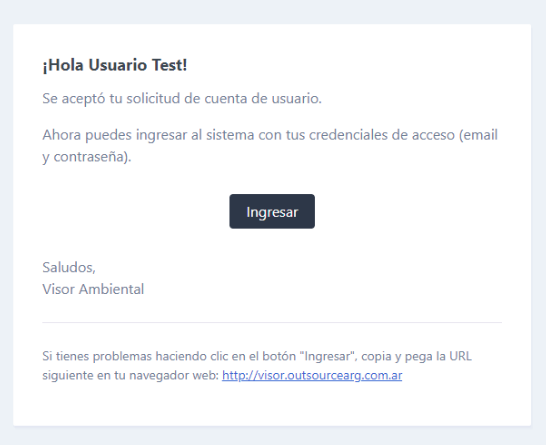 ¡Hola Usuario Test!
Se aceptó tu solicitud de cuenta de usuario.
Ahora puedes ingresar al sistema con tus credenciales de acceso (email
y contraseña).
Ingresar
Saludos,
Visor Ambiental
Si tienes problemas haciendo clic en el botón "Ingresar", copia y pega la URL
siguiente en tu navegador web: http://visor.outsourcearg.com.ar